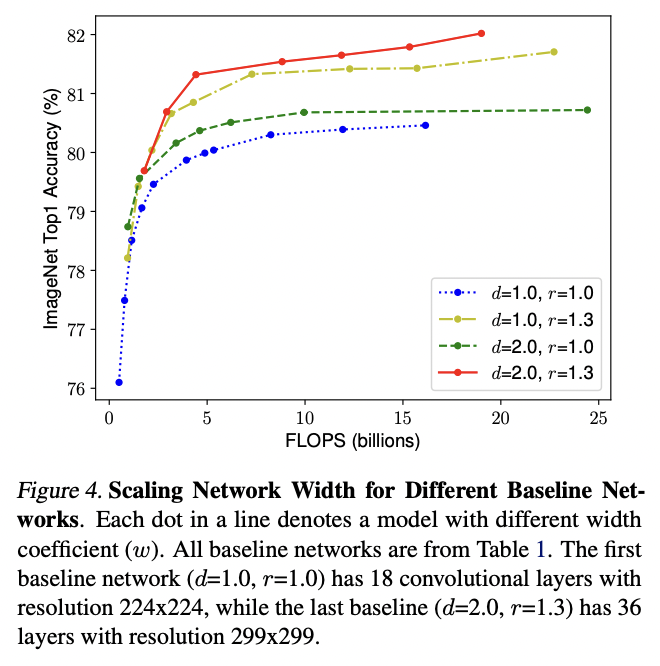 82
81
80
79
78
77
76
ImageNet Top1 Accuracy (%)
d=1.0, r=1.0
d=1.0, r=1.3
d=2.0, r=1.0
d=2.0, r=1.3
0 5 10 15 20 25
FLOPS (billions)
Figure 4. Scaling Network Width for Different Baseline Net-
works. Each dot in a line denotes a model with different width
coefficient (w). All baseline networks are from Table 1. The first
baseline network (d=1.0, r=1.0) has 18 convolutional layers with
resolution 224x224, while the last baseline (d=2.0, r=1.3) has 36
layers with resolution 299x299.